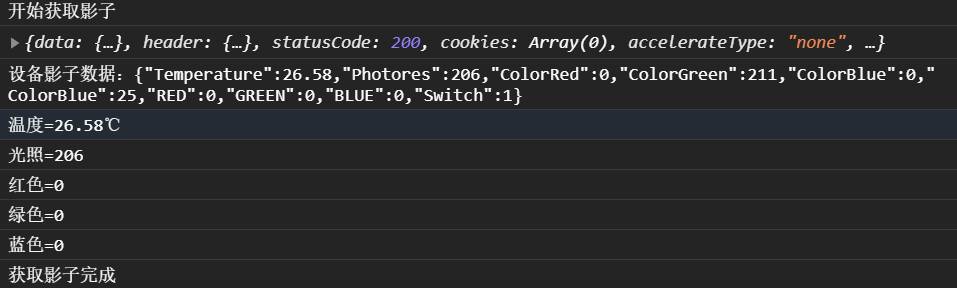 开始获取影子
{data: {…}, header: {…}, statusCode: 200, cookies: Array(0), accelerateType: "none", …}
设备影子数据：{"Temperature":26.58,"Photores":206,"ColorRed":0,"ColorGreen":211,"ColorBlue":0,"
ColorBlue":25,"RED":0,"GREEN":0,"BLUE":0,"Switch":1}
温度=26.58℃
光照=206
红色=0
绿色=0
蓝色=0
获取影子完成